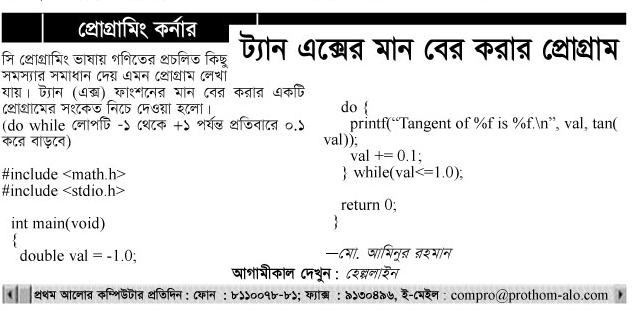 প্রোগ্রামিং কর্নার
ট্যান এক্সের মান বের করার প্রোগ্রাম
সি প্রোগ্রামিং ভাষায় গণিতের প্রচলিত কিছু
সমস্যার সমাধান দেয় এমন প্রোগ্রাম লেখা
যায়। ট্যান (এক্স) ফাংশনের মান বের করার একটি
প্রোগ্রামের সংকেত নিচে দেওয়া হলো।
(do while লোপটি -১ থেকে +১ পর্যন্ত প্রতিবারে ০.১
করে বাড়বে)
#include <math.h>
#include <stdio.h>
int main(void)
{
double val = -1.0;
do {
printf(“Tangent of %f is %f.\n”, val, tan(
val));
val += 0.1;
} while(val<=1.0);
return 0;
}
—মো. আমিনুর রহমান
আগামীকাল দেখুন : হেল্পলাইন
প্রথম আলোর কম্পিউটার প্রতিদিন : ফোন : ৮১১০০৭৮-৮১; ফ্যাক্স : ৯১৩০৪৯৬, ই-মেইল : compro@prothom-alo.com